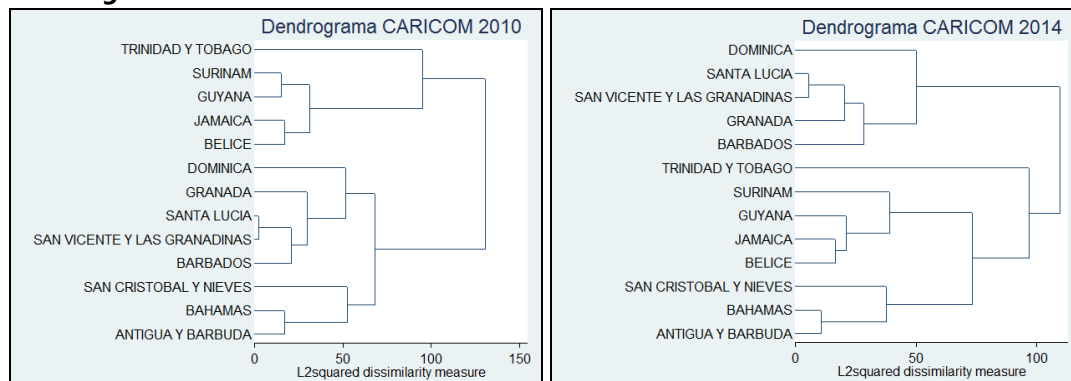 Dendrograma CARICOM 2010
TRINIDAD Y TOBAGO
SURINAM
GUYANA
JAMAICA
BELICE
DOMINICA
GRANADA
SANTA LUCIA
SAN VICENTE Y LAS GRANADINAS
BARBADOS
SAN CRISTOBAL Y NIEVES
BAHAMAS
ANTIGUA Y BARBUDA
0 50 100 150
L2squared dissimilarity measure
Dendrograma CARICOM 2014
DOMINICA
SANTA LUCIA
SAN VICENTE Y LAS GRANADINAS
GRANADA
BARBADOS
TRINIDAD Y TOBAGO
SURINAM
GUYANA
JAMAICA
BELICE
SAN CRISTOBAL Y NIEVES
BAHAMAS
ANTIGUA Y BARBUDA
0 50 100
L2squared dissimilarity measure